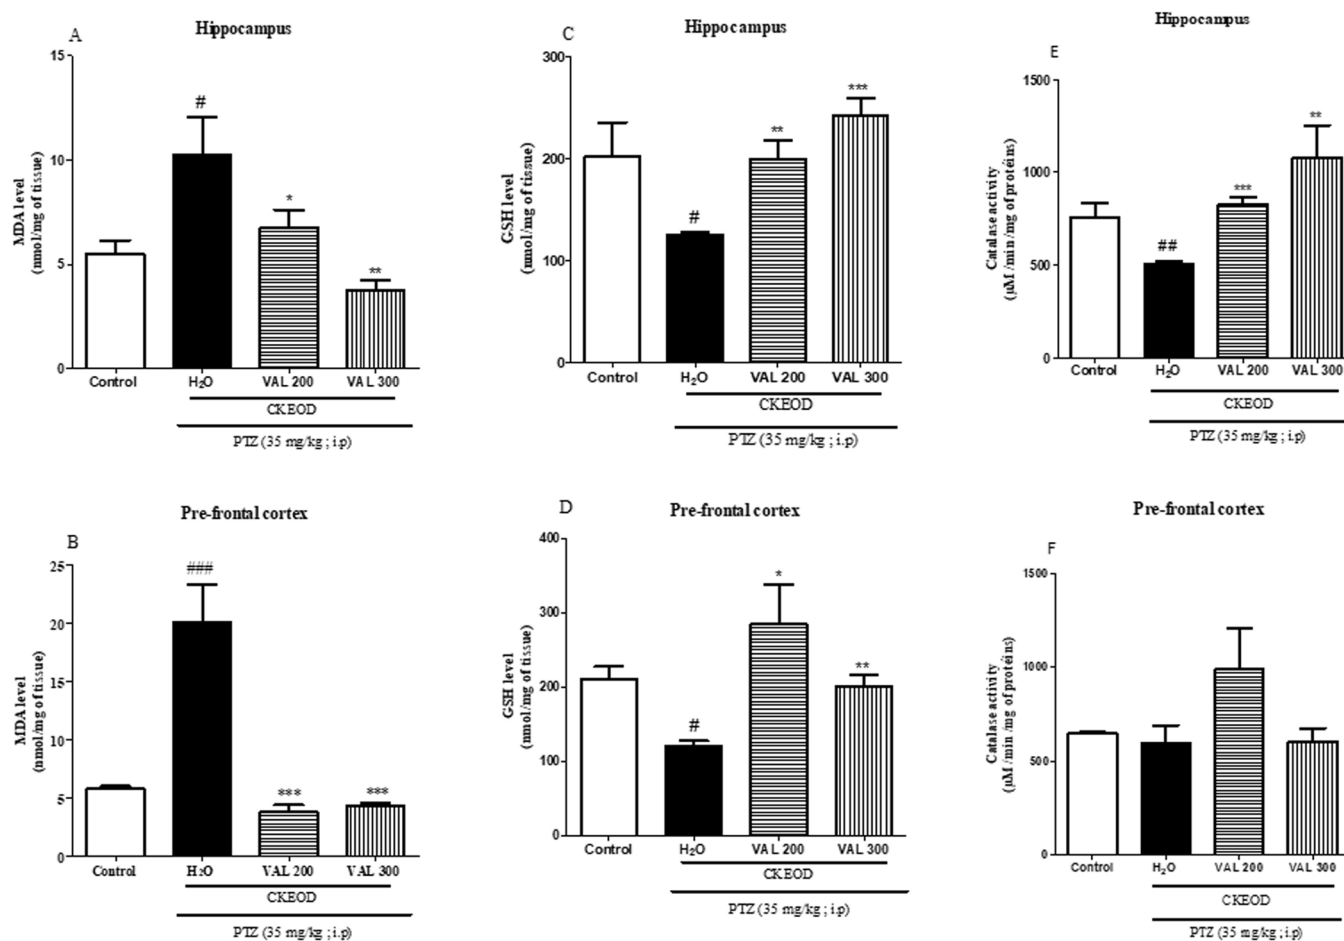 A
Hippocampus
MDA level
(nmol/mg of tissue)
15
10
5
0
#
*
**
Control
H₂O
VAL 200
VAL 300
CKEOD
PTZ (35 mg/kg ; i.p)
C
Hippocampus
GSH level
(nmol/mg of tissue)
300
200
100
0
#
**
***
Control
H₂O
VAL 200
VAL 300
CKEOD
PTZ (35 mg/kg ; i.p)
E
Hippocampus
Catalase activity
(µM /min /mg of protéins)
1500
1000
500
0
##
***
**
Control
H₂O
VAL 200
VAL 300
CKEOD
PTZ (35 mg/kg ; i.p)
B
Pre-frontal cortex
MDA level
(nmol/mg of tissue)
25
20
15
10
5
0
###
***
***
Control
H₂O
VAL 200
VAL 300
CKEOD
PTZ (35 mg/kg ; i.p)
D
Pre-frontal cortex
GSH level
(nmol/mg of tissue)
400
300
200
100
0
#
*
**
Control
H₂O
VAL 200
VAL 300
CKEOD
PTZ (35 mg/kg ; i.p)
F
Pre-frontal cortex
Catalase activity
(µM /min /mg of protéins)
1500
1000
500
0
Control
H₂O
VAL 200
VAL 300
CKEOD
PTZ (35 mg/kg ; i.p)